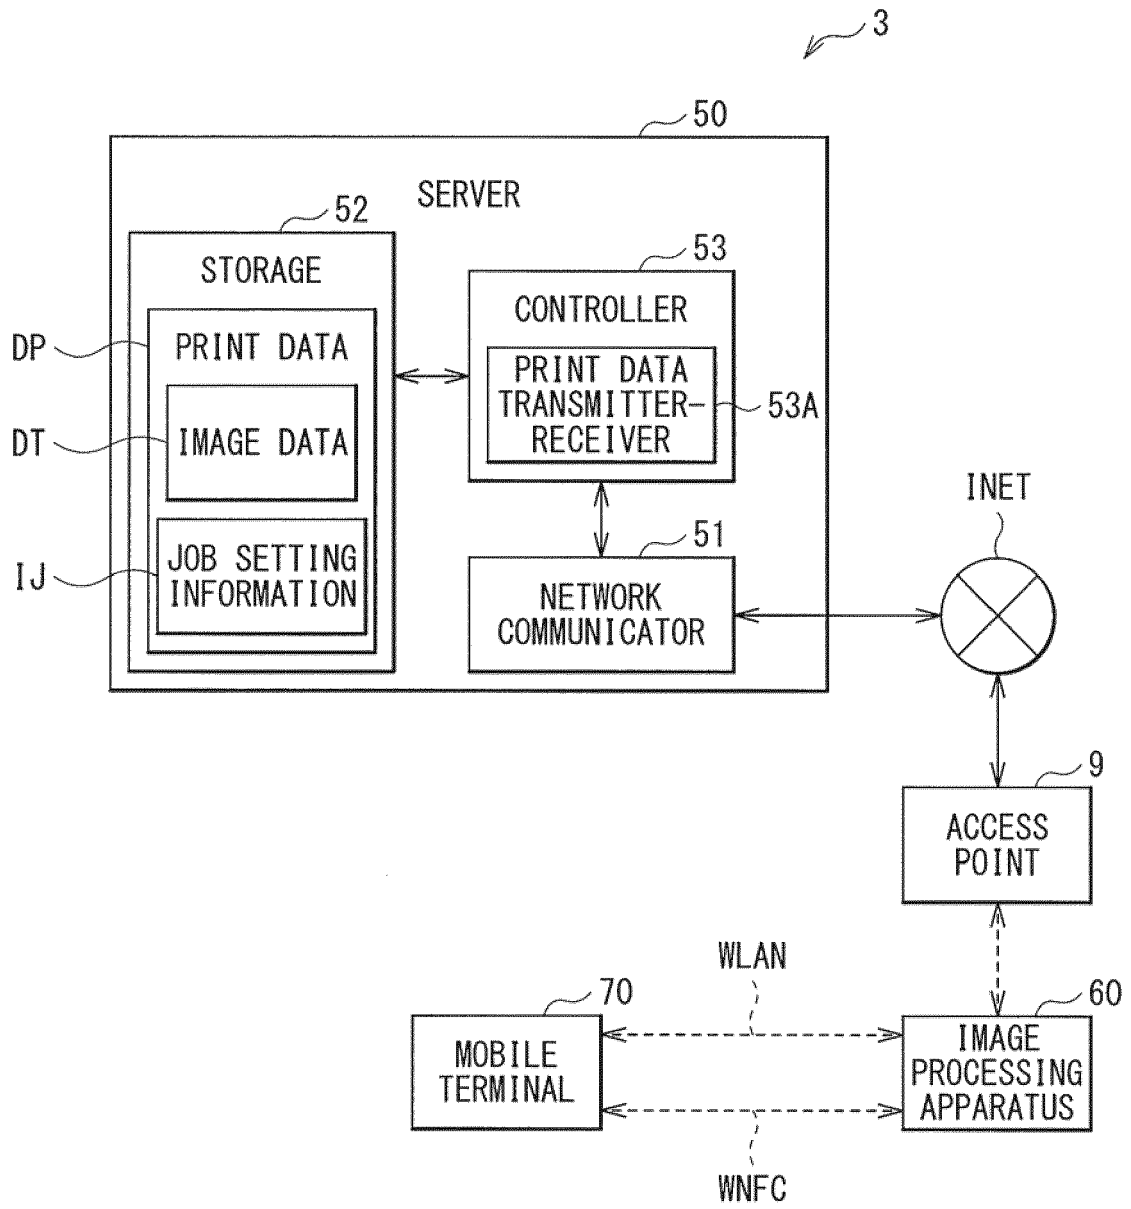 3
50
SERVER
52
STORAGE
53
CONTROLLER
DP
PRINT DATA
PRINT DATA
TRANSMITTER-
RECEIVER
53A
DT
IMAGE DATA
INET
51
IJ
JOB SETTING
INFORMATION
NETWORK
COMMUNICATOR
9
ACCESS
POINT
WLAN
70
60
MOBILE
TERMINAL
IMAGE
PROCESSING
APPARATUS
WNFC